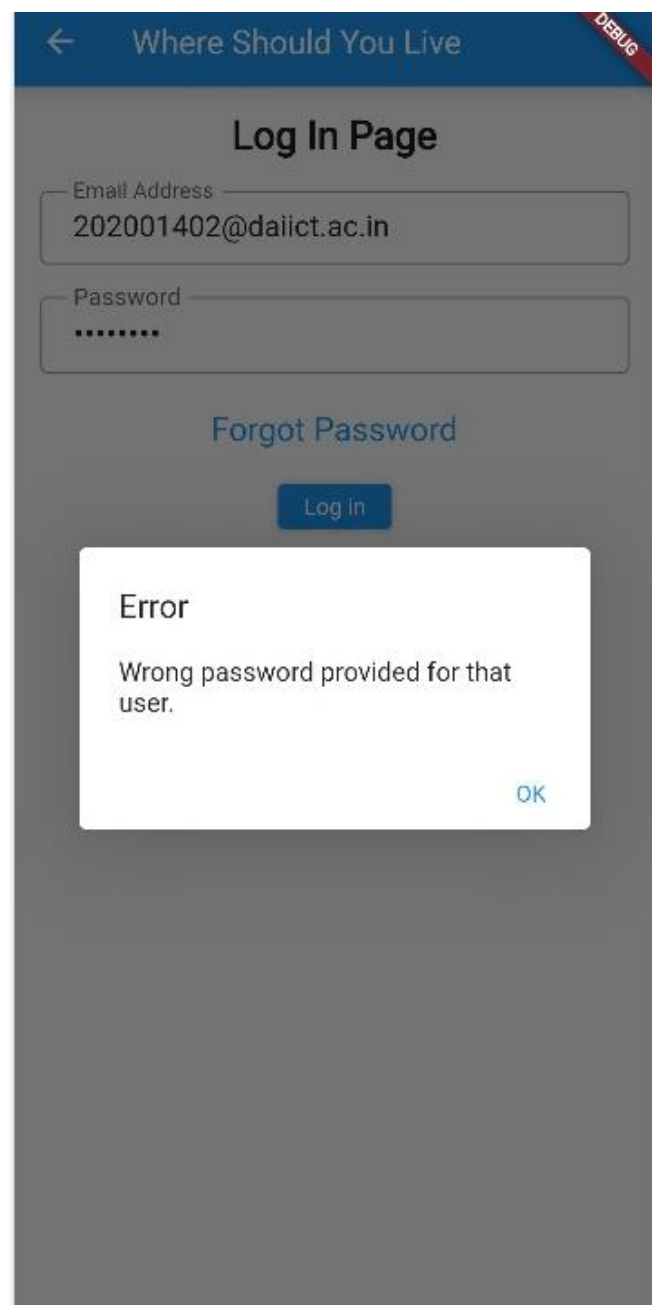 Where Should You Live
DEBUG
Log In Page
Email Address
202001402@daiict.ac.in
Password
••••••••
Forgot Password
Log in
Error
Wrong password provided for that
user.
OK